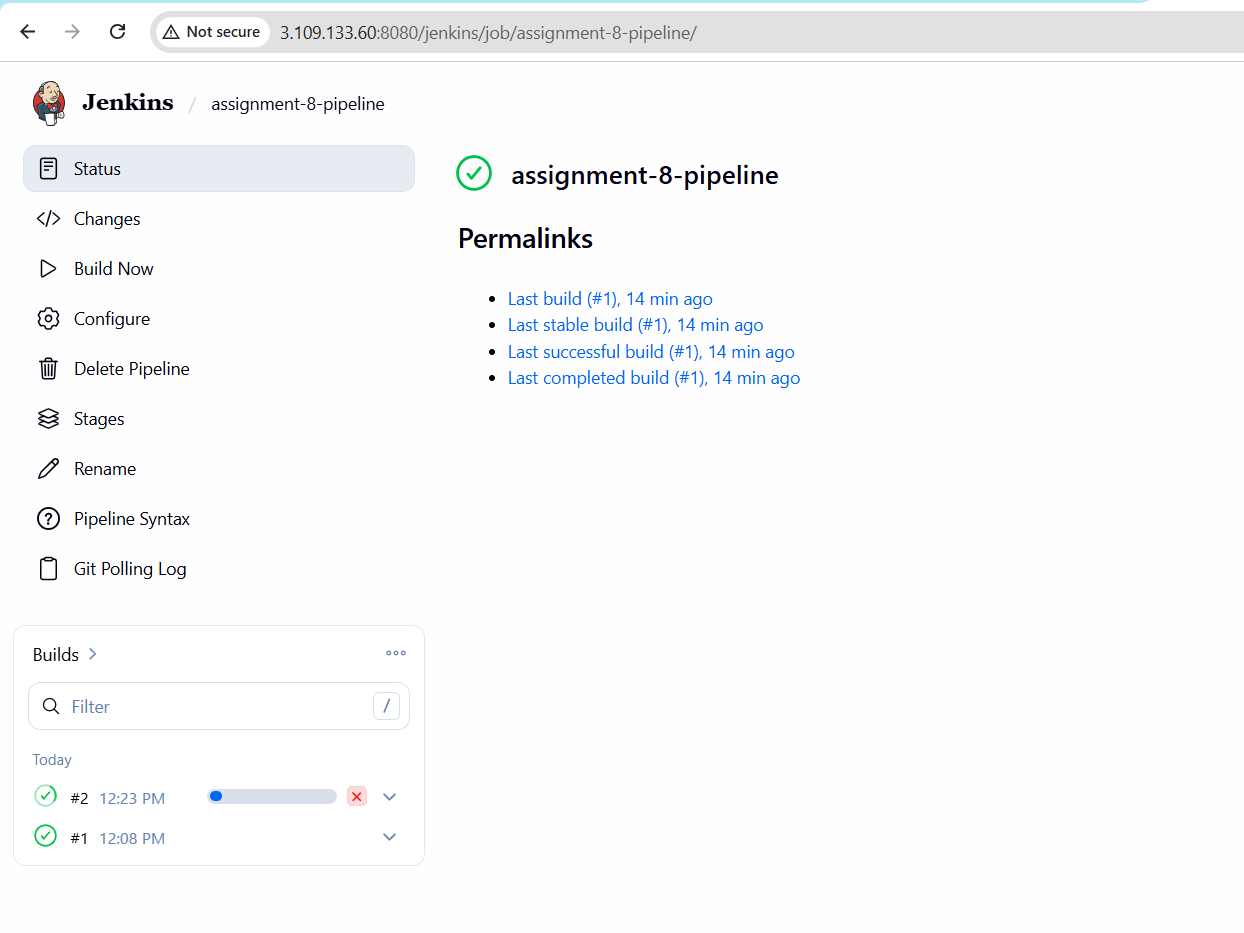 Not secure 3.109.133.60:8080/jenkins/job/assignment-8-pipeline/
Jenkins / assignment-8-pipeline
Status
Changes
Build Now
Configure
Delete Pipeline
Stages
Rename
Pipeline Syntax
Git Polling Log
Builds
Filter /
Today
#2 12:23 PM
#1 12:08 PM
assignment-8-pipeline
Permalinks
Last build (#1), 14 min ago
Last stable build (#1), 14 min ago
Last successful build (#1), 14 min ago
Last completed build (#1), 14 min ago